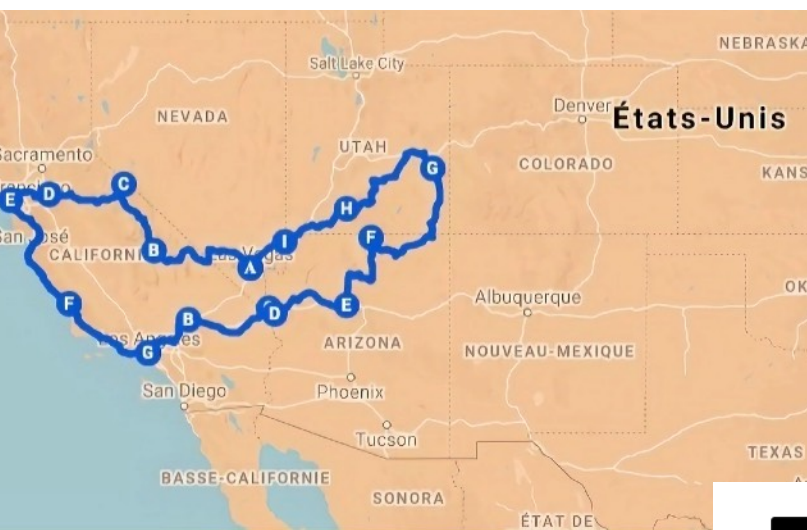 NEBRASKA
Salt Lake City
Denver
États-Unis
NEVADA
UTAH
COLORADO
KANS
Sacramento
C
G
D
E
H
San José
I
F
CALIFORNI
B
Las Vegas
A
F
B
D
E
Albuquerque
OK
Los Angeles
G
ARIZONA
NOUVEAU-MEXIQUE
San Diego
Phoenix
Tucson
TEXAS
BASSE-CALIFORNIE
SONORA
ÉTAT DE